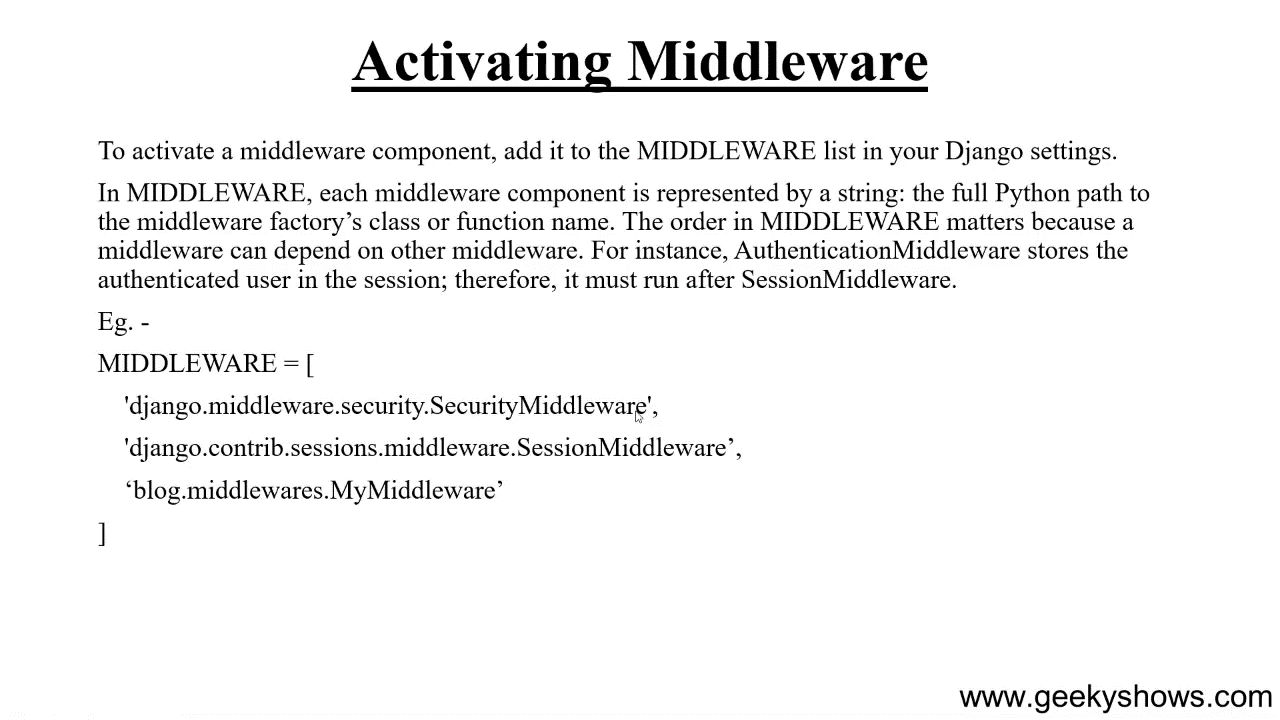 Activating Middleware
To activate a middleware component, add it to the MIDDLEWARE list in your Django settings.
In MIDDLEWARE, each middleware component is represented by a string: the full Python path to
the middleware factory’s class or function name. The order in MIDDLEWARE matters because a
middleware can depend on other middleware. For instance, AuthenticationMiddleware stores the
authenticated user in the session; therefore, it must run after SessionMiddleware.
Eg. -
MIDDLEWARE = [
'django.middleware.security.SecurityMiddleware',
'django.contrib.sessions.middleware.SessionMiddleware’,
‘blog.middlewares.MyMiddleware’
]
www.geekyshows.com